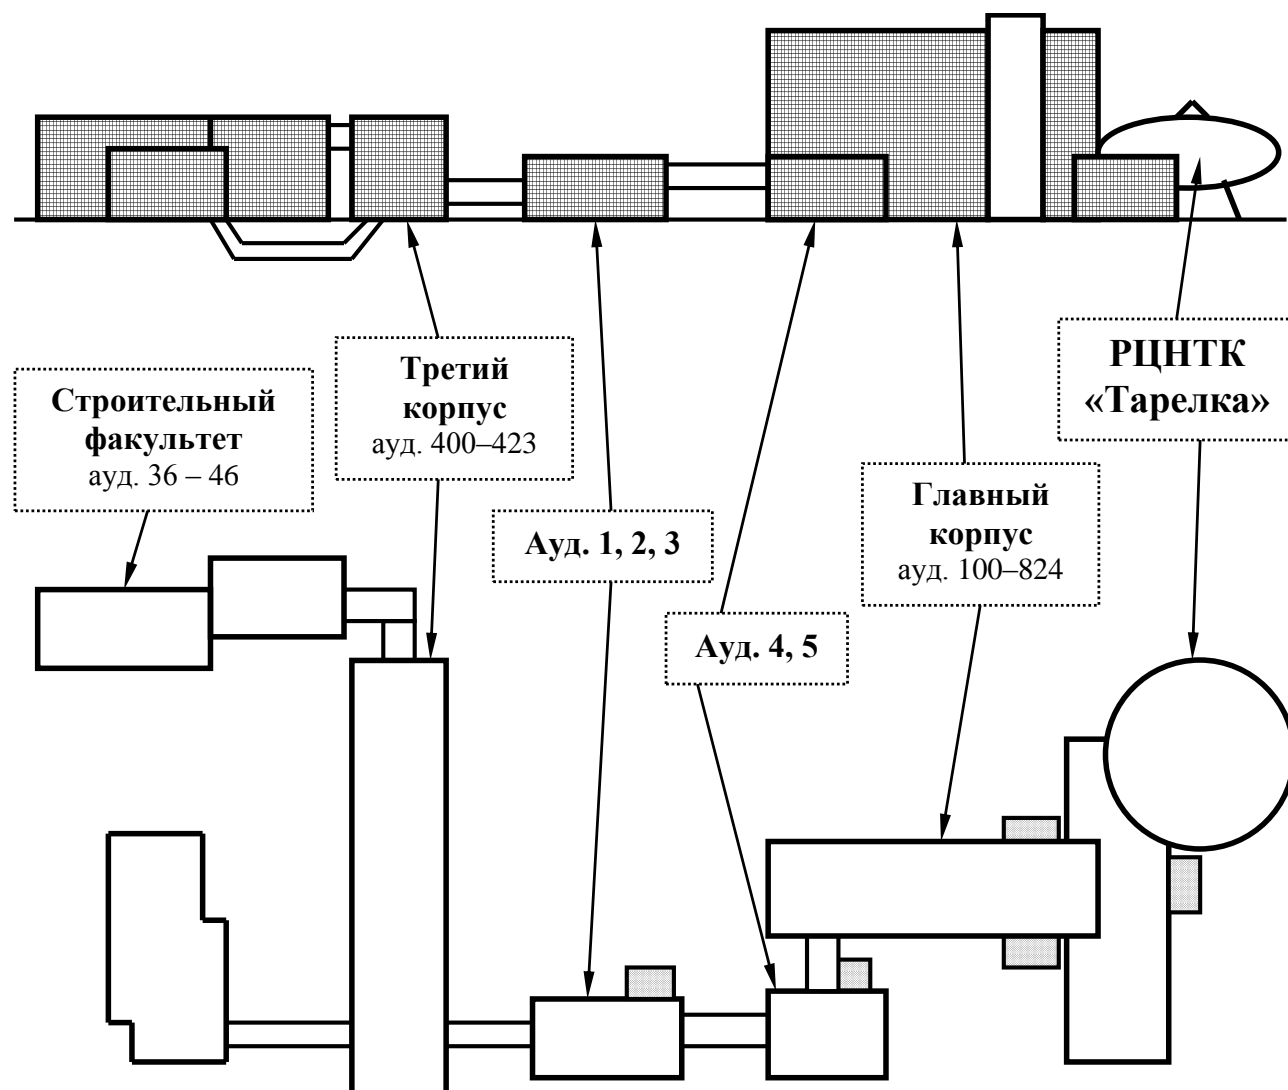 РЦНТК
«Тарелка»
Третий
корпус
ауд. 400–423
Строительный
факультет
ауд. 36 – 46
Главный
корпус
ауд. 100–824
Ауд. 1, 2, 3
Ауд. 4, 5